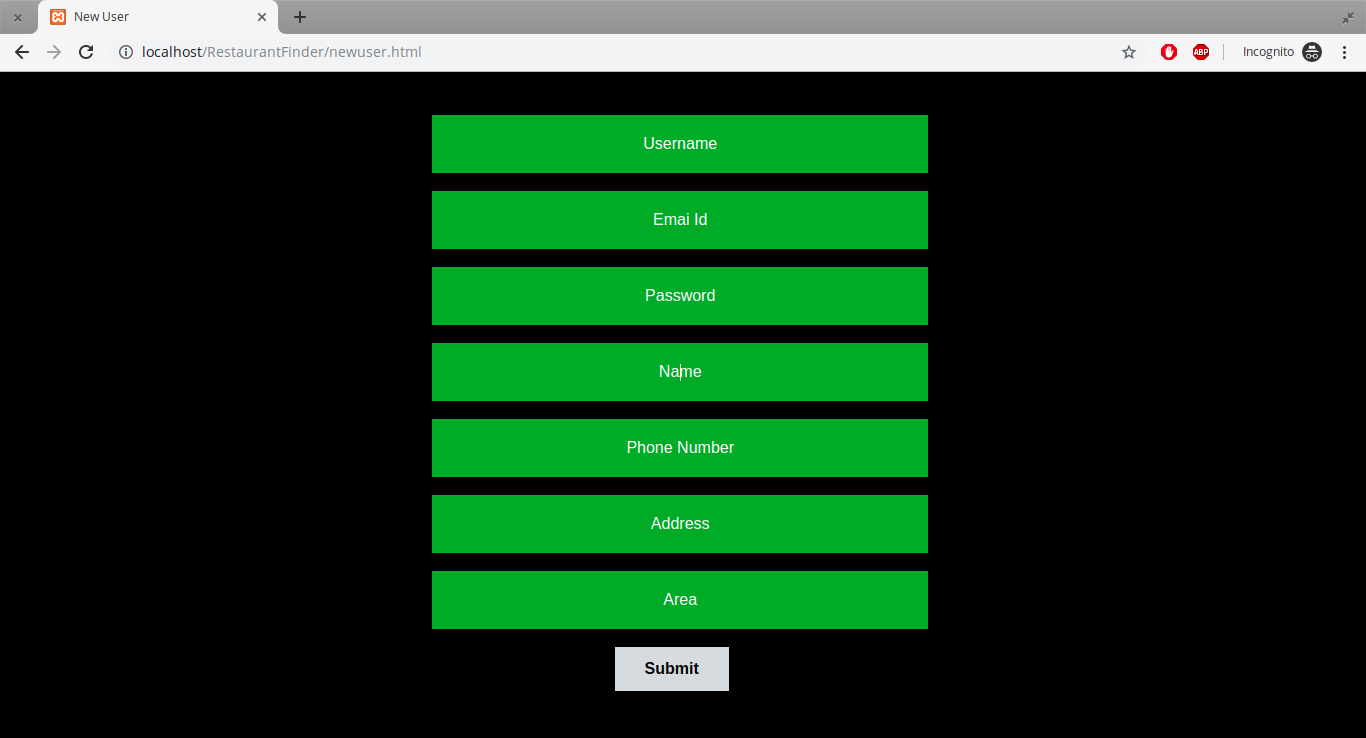 New User
localhost/RestaurantFinder/newuser.html
ABP
Incognito
Username
Emai Id
Password
Name
Phone Number
Address
Area
Submit